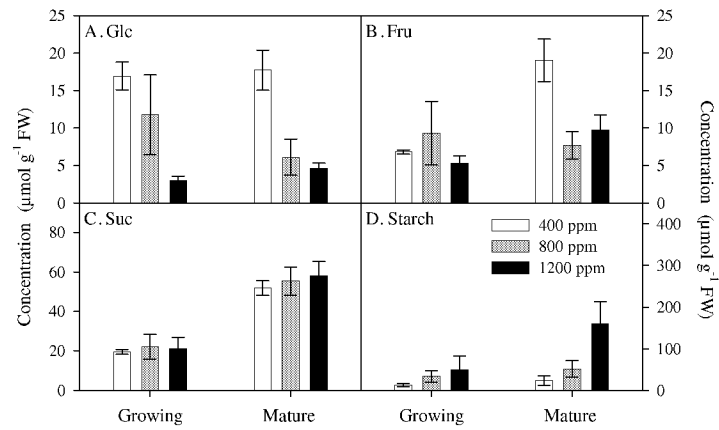 A. Glc
B. Fru
25
20
15
10
5
0
25
20
15
10
5
0
Concentration (μmol g⁻¹ FW)
Concentration (μmol g⁻¹ FW)
C. Suc
D. Starch
80
60
40
20
0
400 ppm
800 ppm
1200 ppm
400
300
200
100
0
Growing
Mature
Growing
Mature